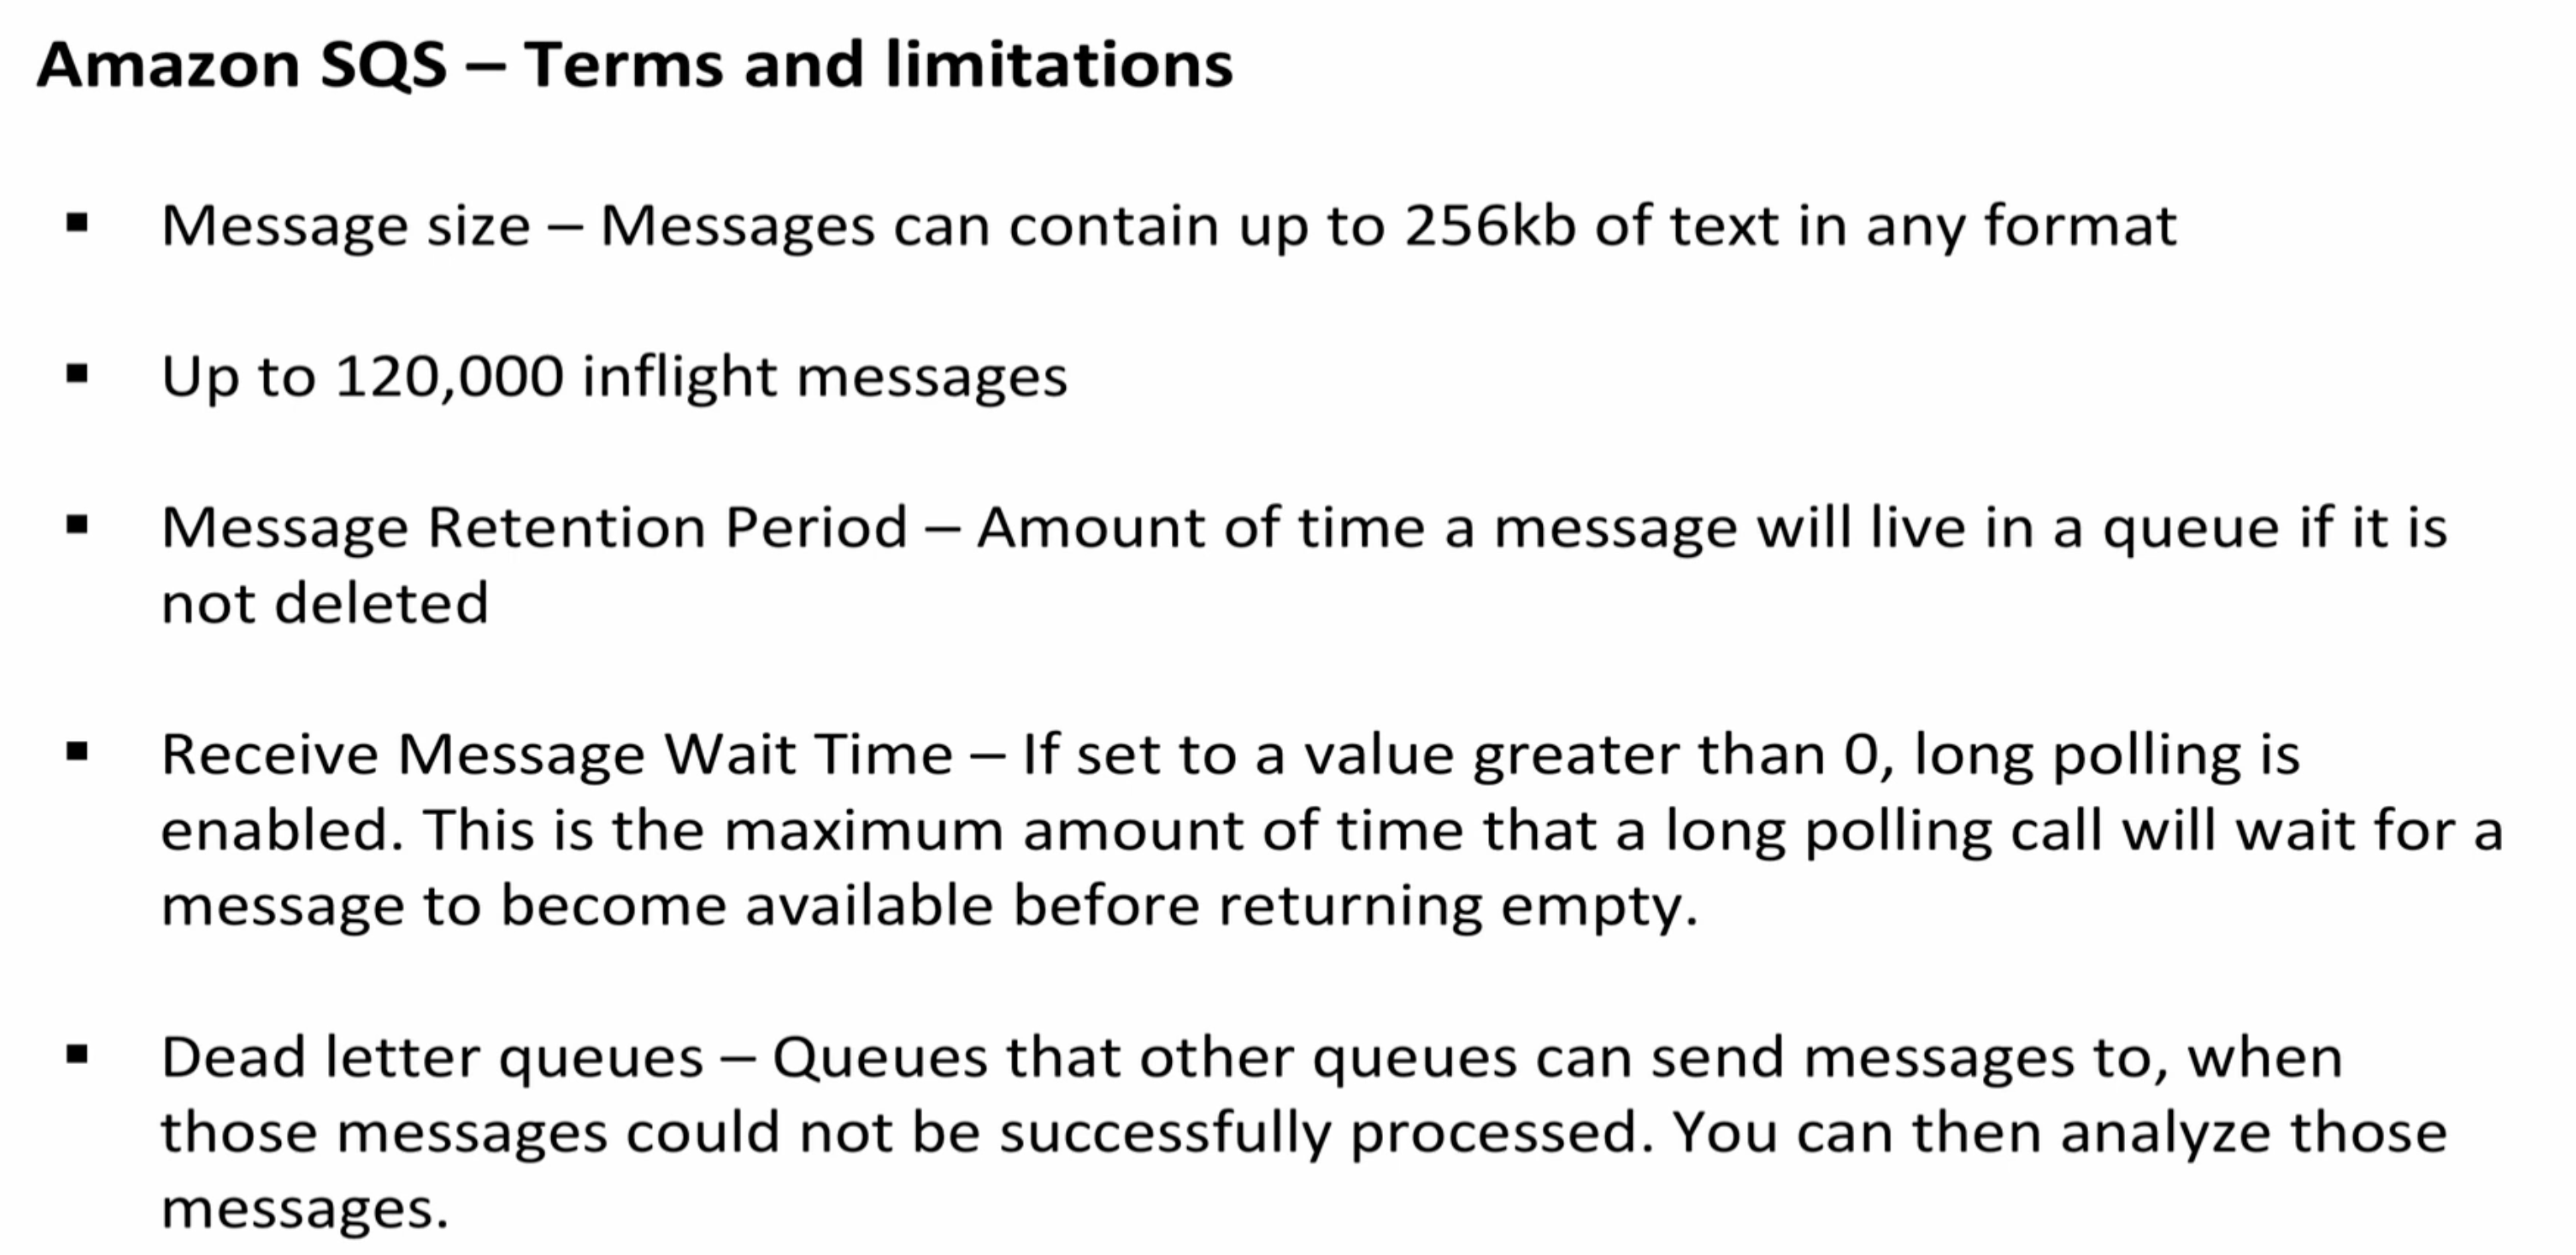 Amazon SQS – Terms and limitations
▪ Message size – Messages can contain up to 256kb of text in any format
▪ Up to 120,000 inflight messages
▪ Message Retention Period – Amount of time a message will live in a queue if it is
not deleted
▪ Receive Message Wait Time – If set to a value greater than 0, long polling is
enabled. This is the maximum amount of time that a long polling call will wait for a
message to become available before returning empty.
▪ Dead letter queues – Queues that other queues can send messages to, when
those messages could not be successfully processed. You can then analyze those
messages.